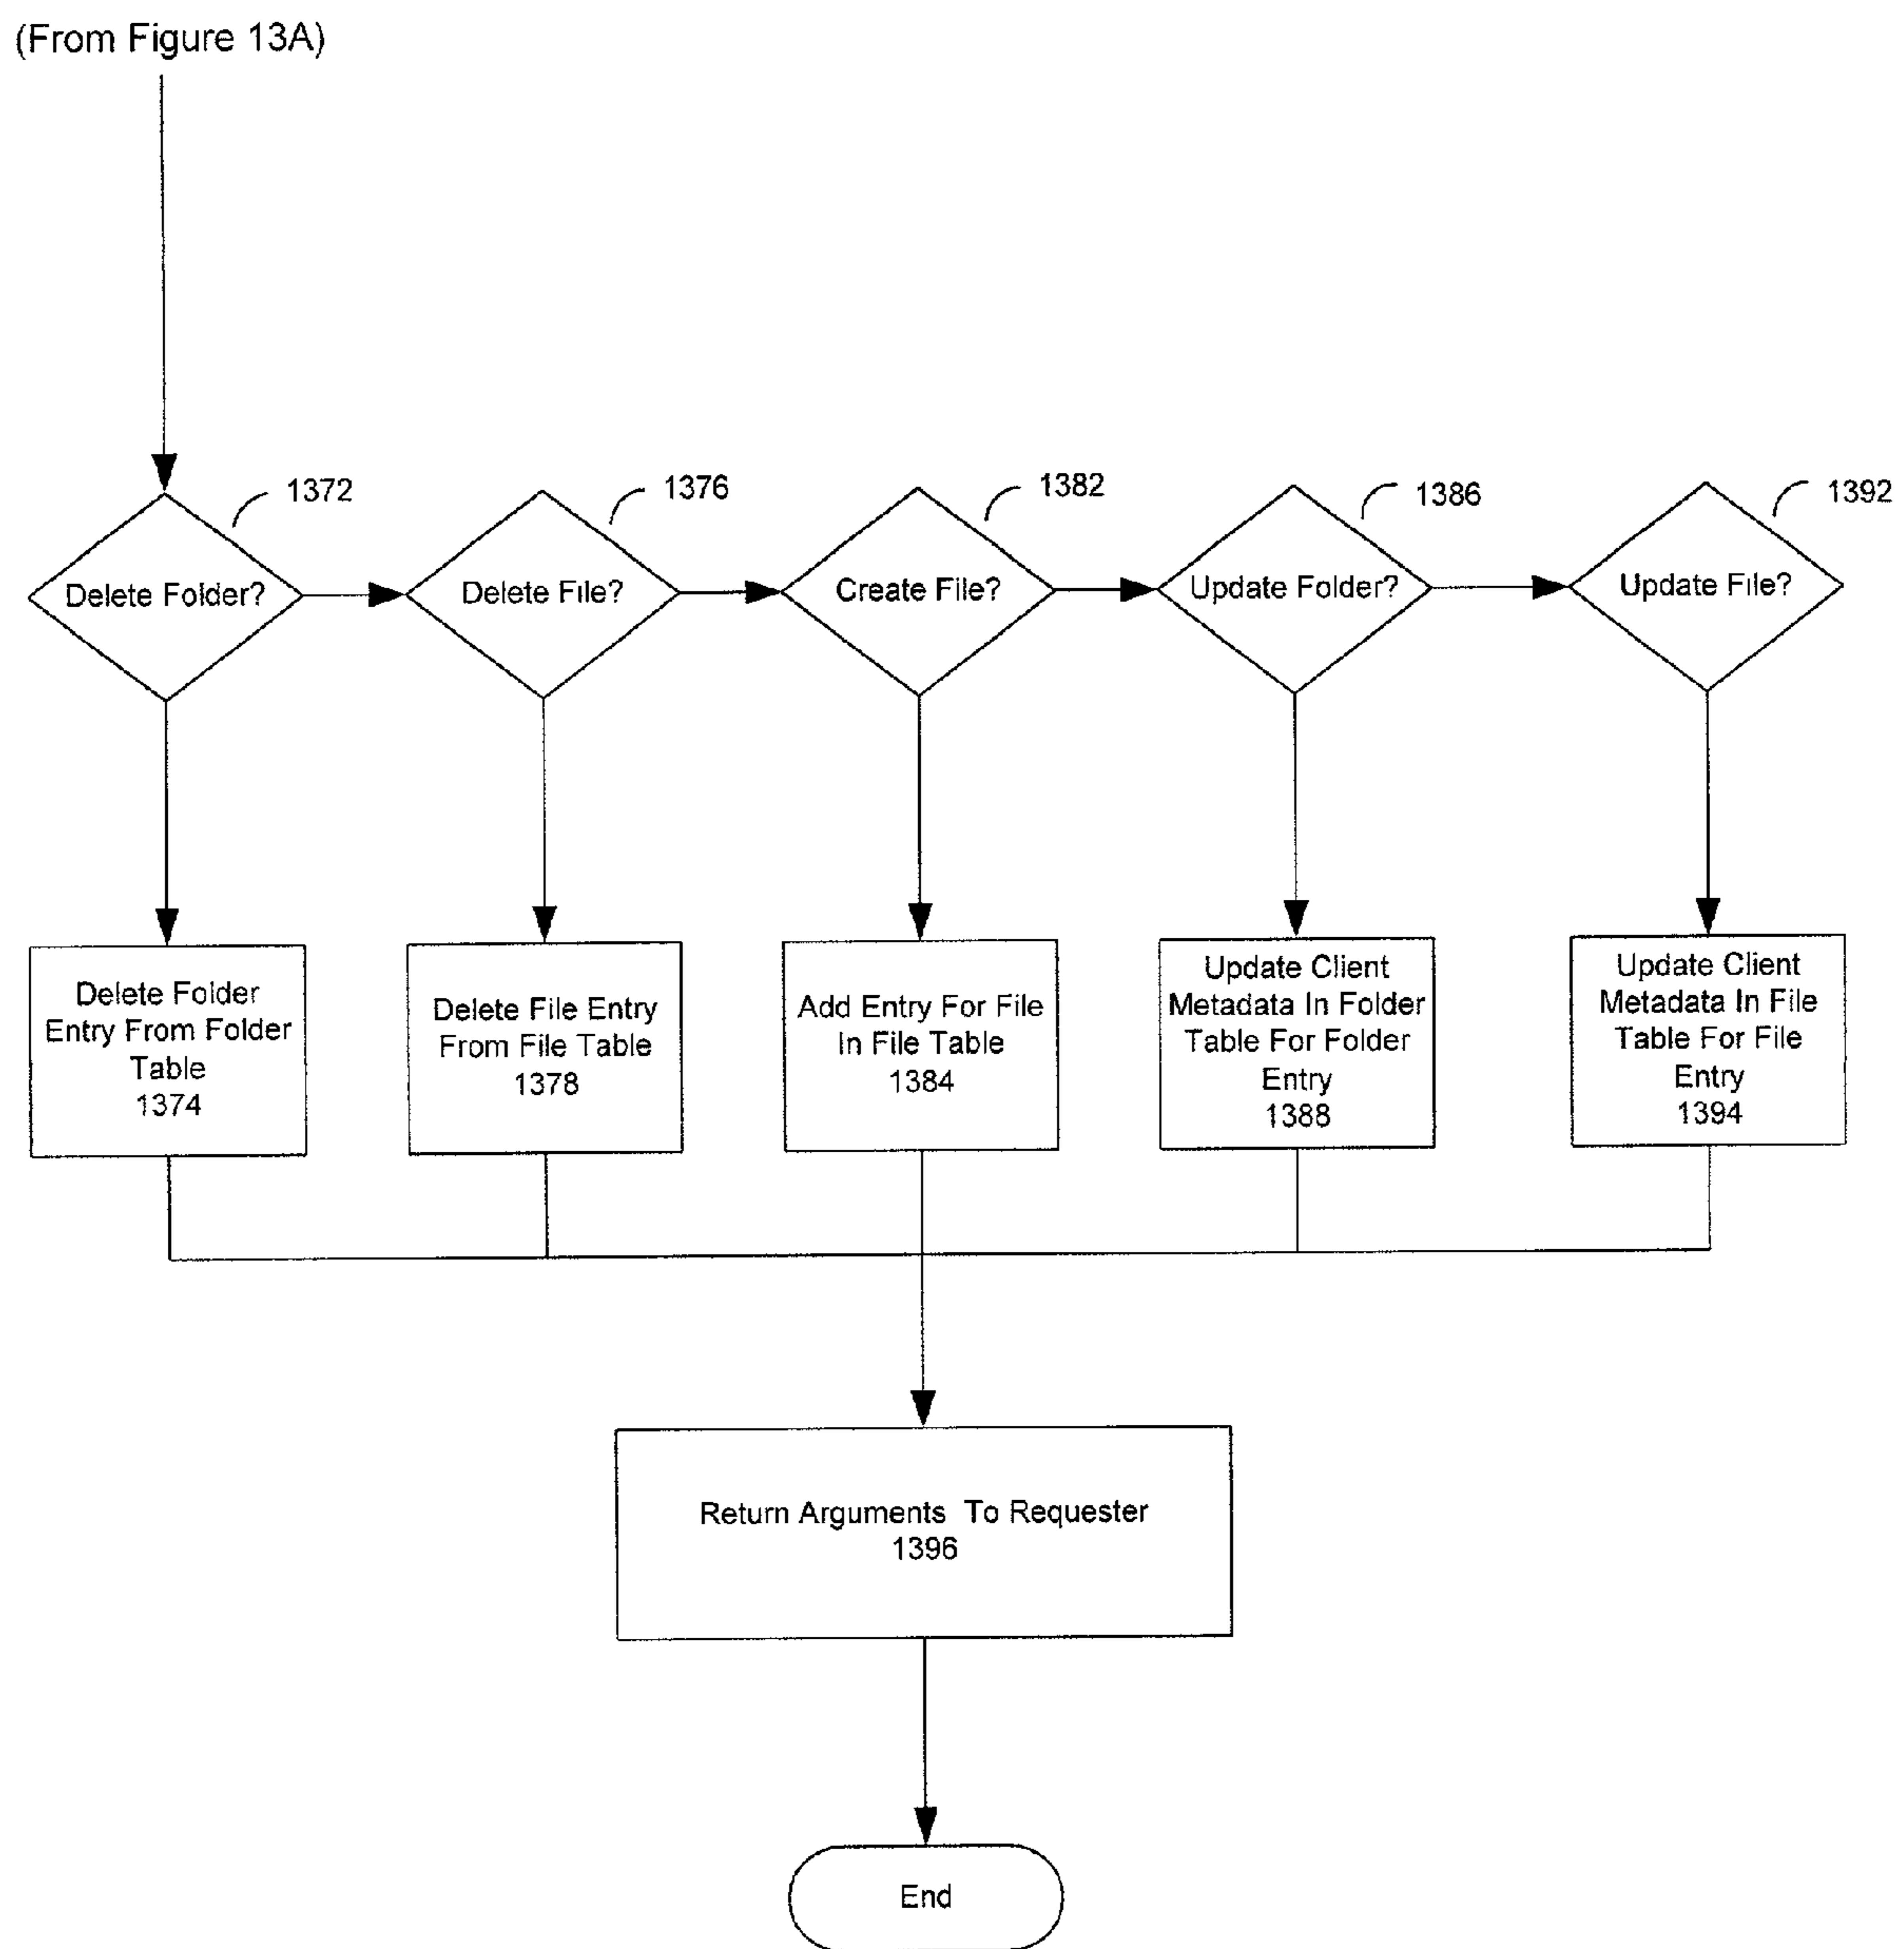 (From Figure 13A)
1372
1376
1382
1386
1392
Delete Folder?
Delete File?
Create File?
Update Folder?
Update File?
Delete Folder
Entry From Folder
Table
1374
Delete File Entry
From File Table
1378
Add Entry For File
In File Table
1384
Update Client
Metadata In Folder
Table For Folder
Entry
1388
Update Client
Metadata In File
Table For File
Entry
1394
Return Arguments To Requester
1396
End